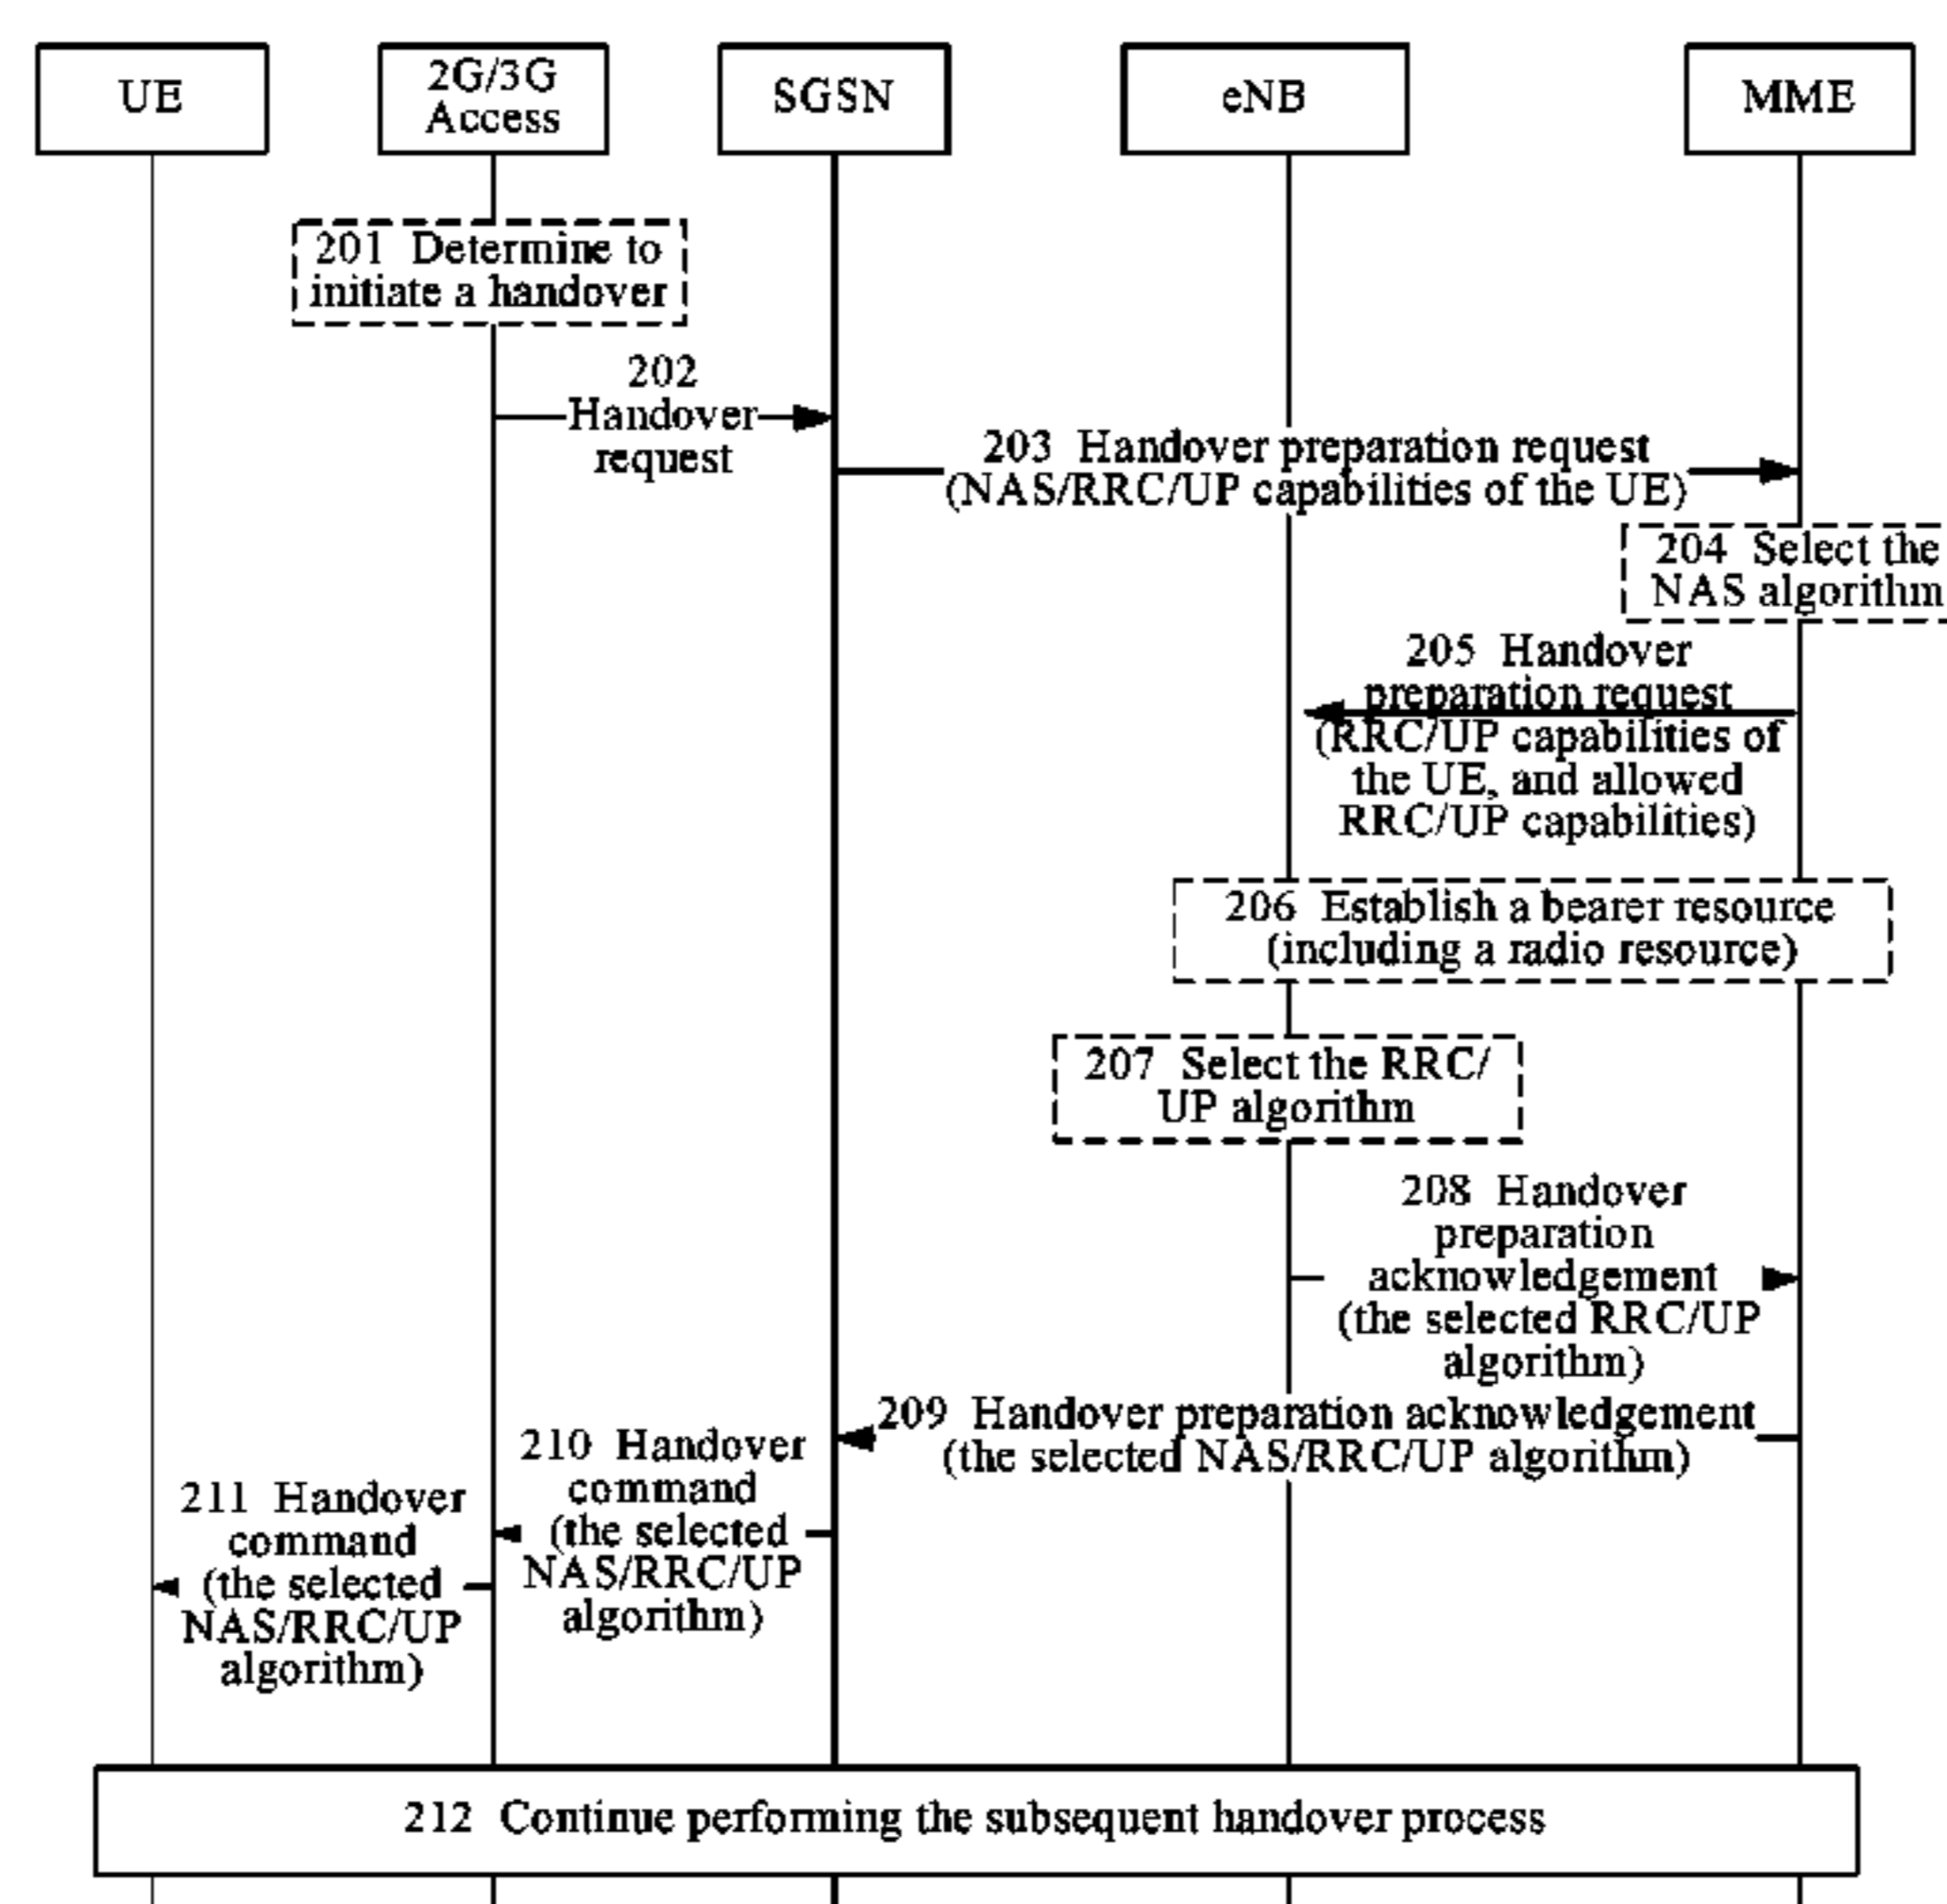 UE
2G/3G
Access
SGSN
eNB
MME
201 Determine to
initiate a handover
202
Handover
request
203 Handover preparation request
(NAS/RRC/UP capabilities of the UE)
204 Select the
NAS algorithm
205 Handover
preparation request
(RRC/UP capabilities of
the UE, and allowed
RRC/UP capabilities)
206 Establish a bearer resource
(including a radio resource)
207 Select the RRC/
UP algorithm
208 Handover
preparation
acknowledgement
(the selected RRC/UP
algorithm)
209 Handover preparation acknowledgement
(the selected NAS/RRC/UP algorithm)
210 Handover
command
(the selected
NAS/RRC/UP
algorithm)
211 Handover
command
(the selected
NAS/RRC/UP
algorithm)
212 Continue performing the subsequent handover process